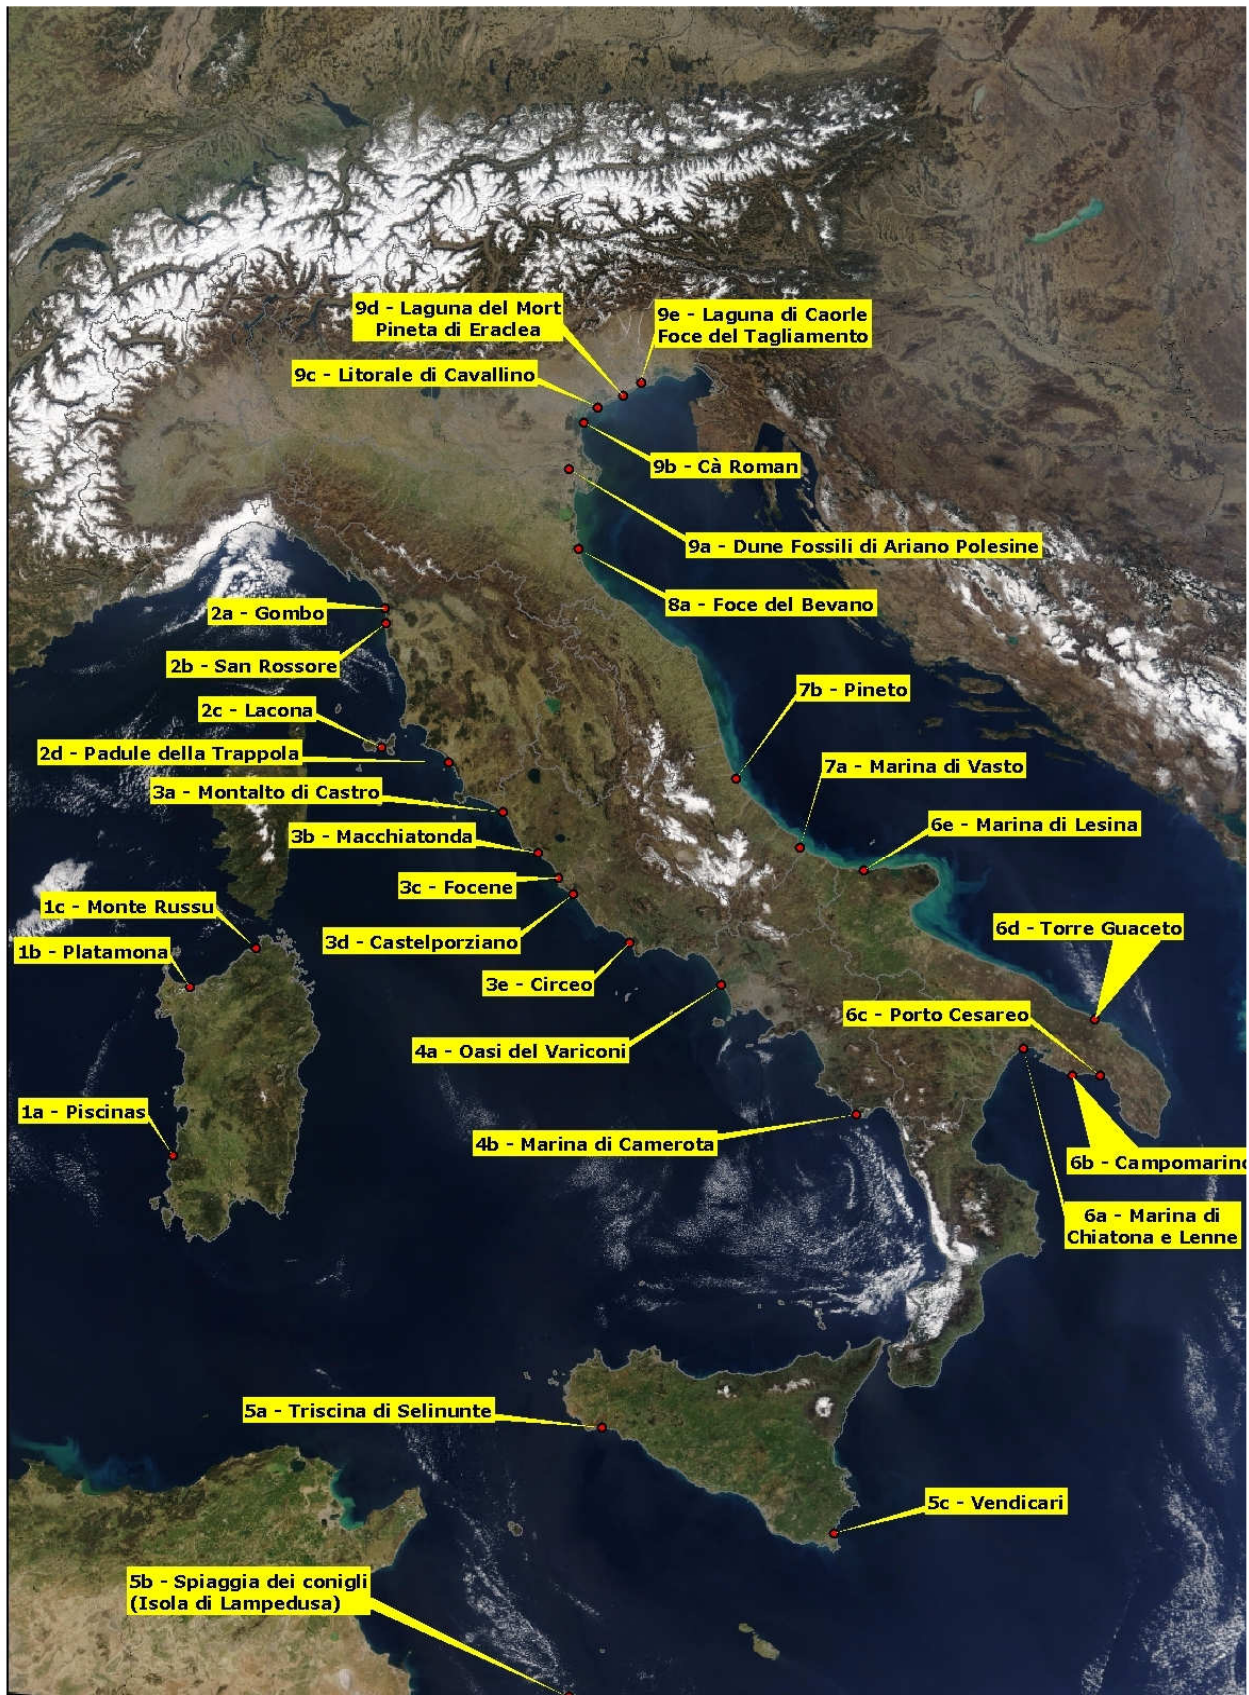 9d - Laguna del Mort
Pineta di Eraclea
9e - Laguna di Caorle
Foce del Tagliamento
9c - Litorale di Cavallino
9b - Cà Roman
9a - Dune Fossili di Ariano Polesine
8a - Foce del Bevano
2a - Gombo
2b - San Rossore
7b - Pineto
2c - Lacona
2d - Padule della Trappola
7a - Marina di Vasto
3a - Montalto di Castro
6e - Marina di Lesina
3b - Macchiatonda
3c - Focene
1c - Monte Russu
6d - Torre Guaceto
3d - Castelporziano
1b - Platamona
3e - Circeo
6c - Porto Cesareo
4a - Oasi del Variconi
1a - Piscinas
4b - Marina di Camerota
6b - Campomarino
6a - Marina di
Chiatona e Lenne
5a - Triscina di Selinunte
5c - Vendicari
5b - Spiaggia dei conigli
(Isola di Lampedusa)